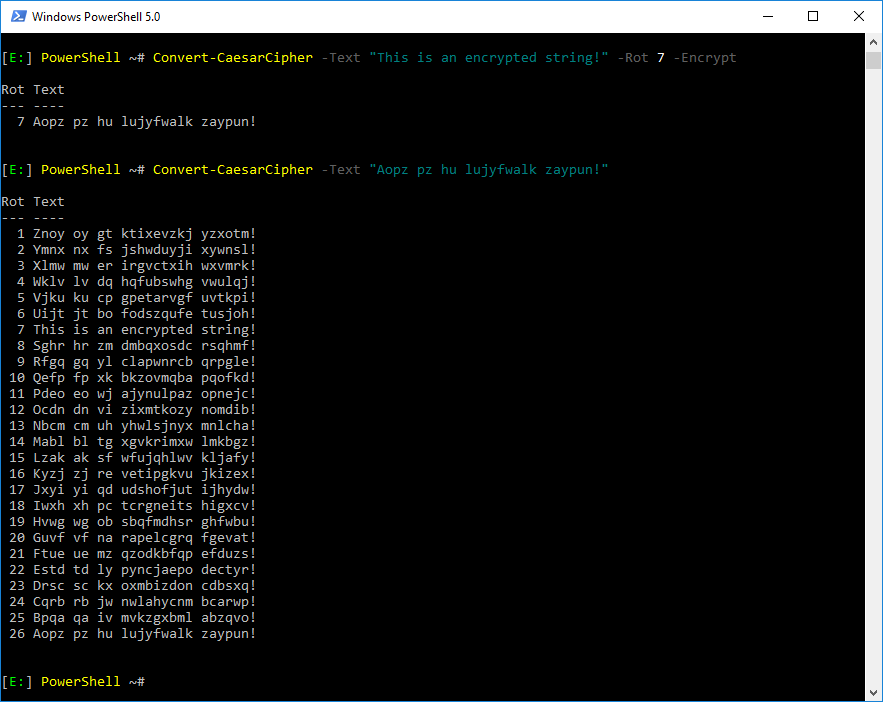 Windows PowerShell 5.0
[E:] PowerShell ~# Convert-CaesarCipher -Text "This is an encrypted string!" -Rot 7 -Encrypt
Rot Text
--- ----
7 Aopz pz hu lujyfwalk zaypun!
[E:] PowerShell ~# Convert-CaesarCipher -Text "Aopz pz hu lujyfwalk zaypun!"
Rot Text
--- ----
1 Znoy oy gt ktixevzkj yzxotm!
2 Ymnx nx fs jshwduyji xywnsl!
3 Xlmw mw er irgvctxih wxvmrk!
4 Wklv lv dq hqfubswhg vwulqj!
5 Vjku ku cp gpetarvgf uvtkpi!
6 Uijt jt bo fodszqufe tusjoh!
7 This is an encrypted string!
8 Sghr hr zm dmbqxosdc rsqhmf!
9 Rfgq gq yl clapwnrcb qrpgle!
10 Qefp fp xk bkzovmqba pqofkd!
11 Pdeo eo wj ajynulpaz opnejc!
12 Ocdn dn vi zixmtkozy nomdib!
13 Nbcm cm uh yhwlsjnyx mnlcha!
14 Mabl bl tg xgvkrimxw lmkbgz!
15 Lzak ak sf wfujqhlwv kljafy!
16 Kyzj zj re vetipgkvu jkizex!
17 Jxyi yi qd udshofjut ijhydw!
18 Iwxh xh pc tcrgneits higxcv!
19 Hvwg wg ob sbqfmdhsr ghfwbu!
20 Guvf vf na rapelcgrq fgevat!
21 Ftue ue mz qzodkbfqp efduzs!
22 Estd td ly pyncjaepo dectyr!
23 Drsc sc kx oxmbizdon cdbsxq!
24 Cqrb rb jw nwlahycnm bcarwp!
25 Bpqa qa iv mvkzgxbml abzqvo!
26 Aopz pz hu lujyfwalk zaypun!
[E:] PowerShell ~#